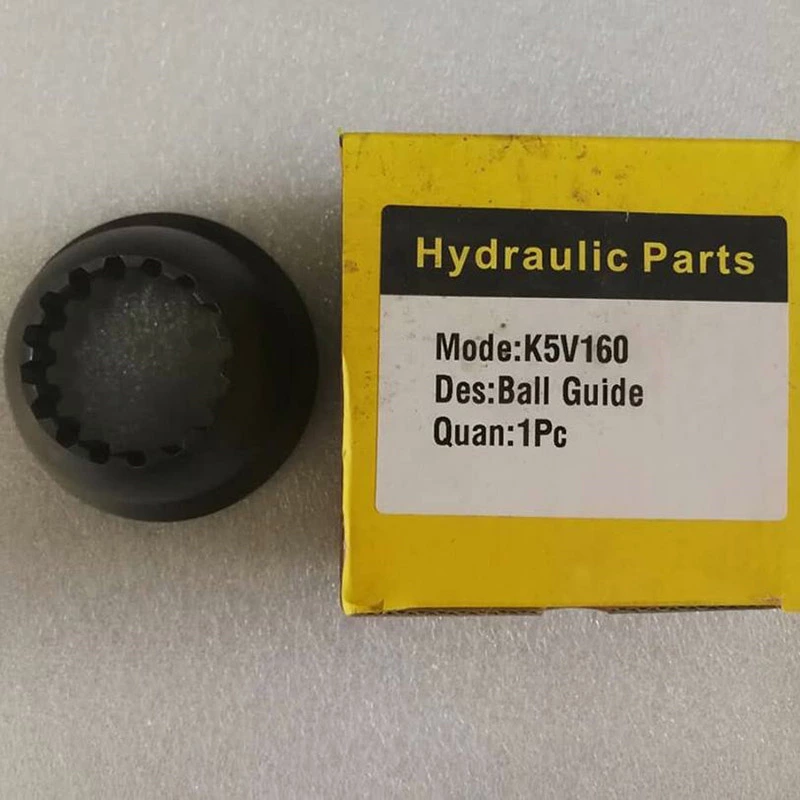 Hydraulic Parts
Mode:K5V160
Des:Ball Guide
Quan:1Pc